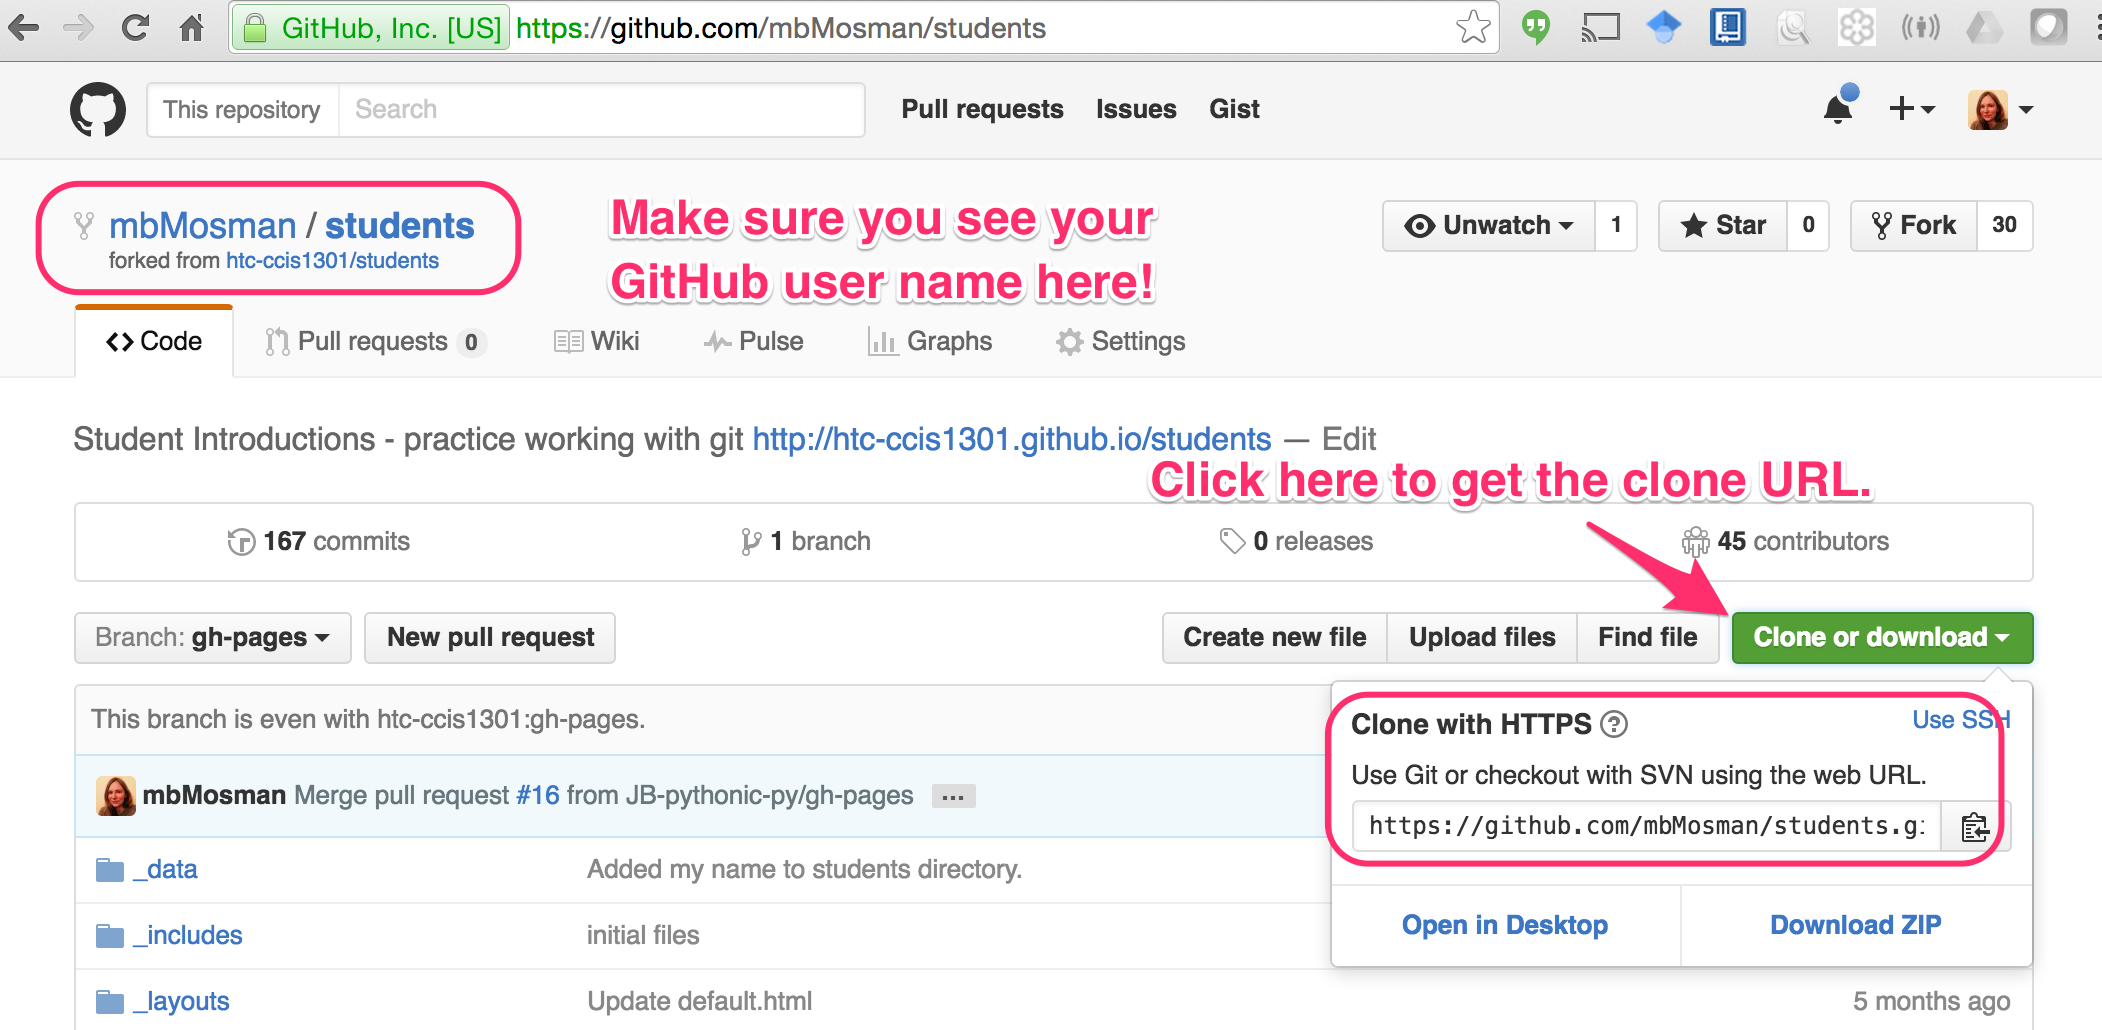 GitHub, Inc. [US] https://github.com/mbMosman/students
This repository Search Pull requests Issues Gist
mbMosman / students
forked from htc-ccis1301/students
Make sure you see your
GitHub user name here!
Unwatch 1 Star 0 Fork 30
Code Pull requests 0 Wiki Pulse Graphs Settings
Student Introductions - practice working with git http://htc-ccis1301.github.io/students — Edit
Click here to get the clone URL.
167 commits 1 branch 0 releases 45 contributors
Branch: gh-pages New pull request Create new file Upload files Find file Clone or download
This branch is even with htc-ccis1301:gh-pages.
Clone with HTTPS ? Use SSH
Use Git or checkout with SVN using the web URL.
https://github.com/mbMosman/students.gi
Open in Desktop Download ZIP
mbMosman Merge pull request #16 from JB-pythonic-py/gh-pages ...
_data Added my name to students directory.
_includes initial files
_layouts Update default.html 5 months ago